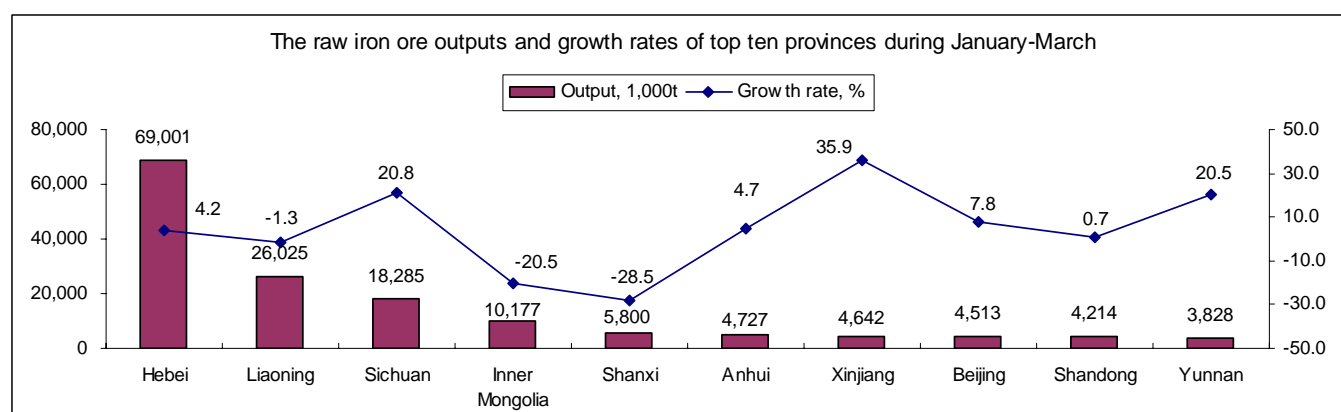 The raw iron ore outputs and growth rates of top ten provinces during January-March
Output, 1,000t Growth rate, %
80,000
60,000
40,000
20,000
0
50.0
30.0
10.0
-10.0
-30.0
-50.0
69,001
26,025
18,285
10,177
5,800
4,727
4,642
4,513
4,214
3,828
4.2
-1.3
20.8
-20.5
-28.5
4.7
35.9
7.8
0.7
20.5
Hebei
Liaoning
Sichuan
Inner
Mongolia
Shanxi
Anhui
Xinjiang
Beijing
Shandong
Yunnan